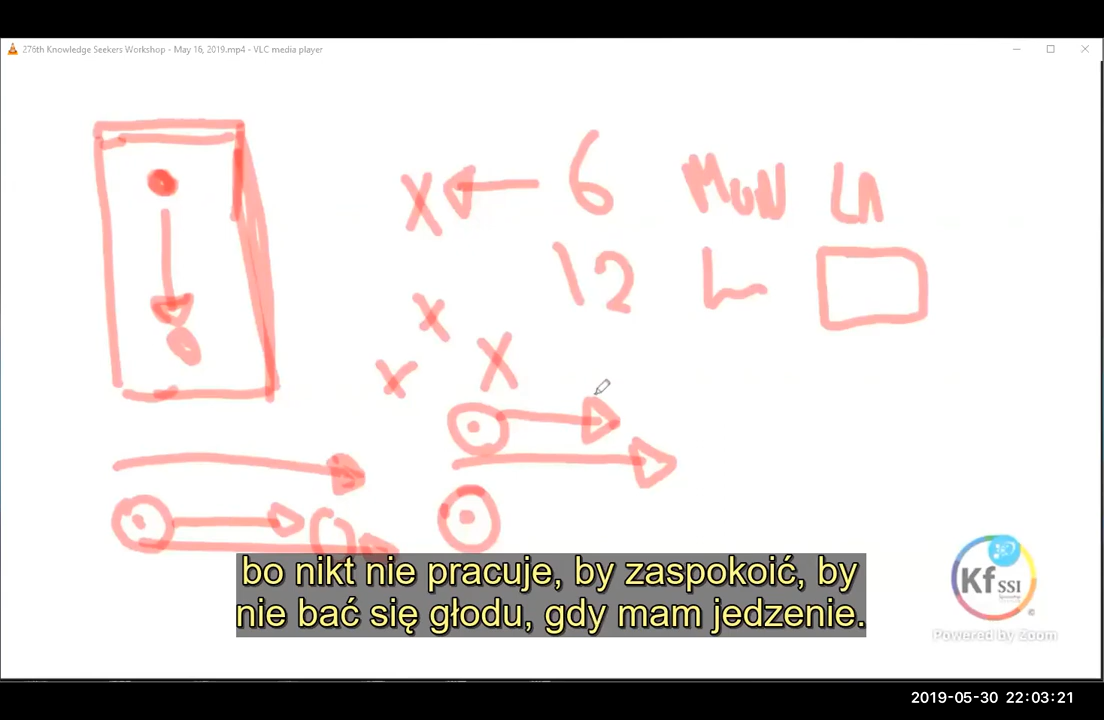 276th Knowledge Seekers Workshop - May 16, 2019.mp4 - VLC media player
X 6 MON LA
12 L
X
X X
bo nikt nie pracuje, by zaspokoić, by
nie bać się głodu, gdy mam jedzenie.
Kf SSI
Powered by Zoom
2019-05-30 22:03:21